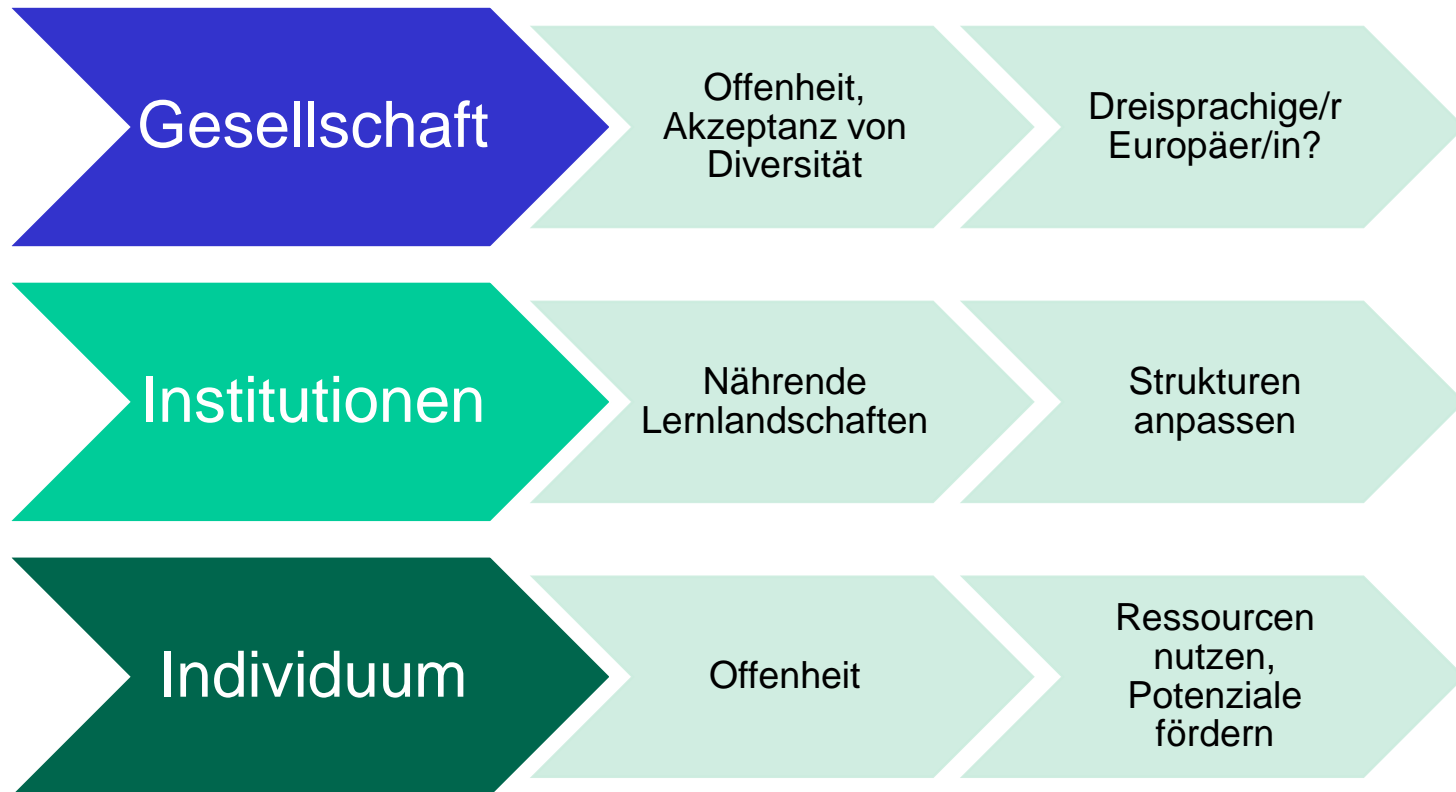 Gesellschaft
Offenheit,
Akzeptanz von
Diversität
Dreisprachige/r
Europäer/in?
Institutionen
Nährende
Lernlandschaften
Strukturen
anpassen
Individuum
Offenheit
Ressourcen
nutzen,
Potenziale
fördern